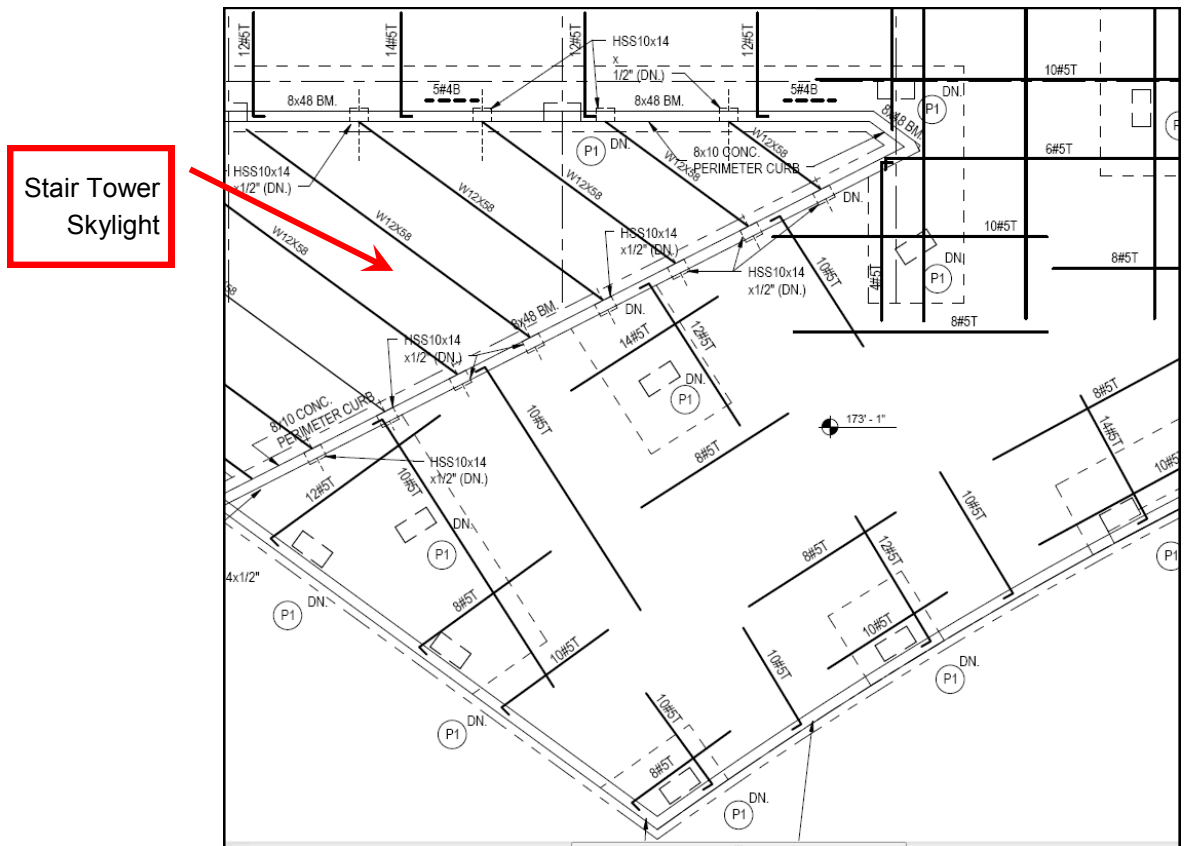 12#5T
14#5T
12#5T
12#5T
HSS10x14
x
1/2" (DN.)
10#5T
5#4B
5#4B
8x48 BM.
8x48 BM.
DN.
P1
8x48 BM.
P1
DN.
W12X58
W12X58
8x10 CONC.
PERIMETER CURB
6#5T
Stair Tower
Skylight
HSS10x14
x1/2" (DN.)
W12X58
W12X58
W12X58
W12X58
DN.
HSS10x14
x1/2" (DN.)
10#5T
DN.
P1
8#5T
4#5T
10#5T
HSS10x14
x1/2" (DN.)
58
8x48 BM.
DN.
8#5T
HSS10x14
x1/2" (DN.)
14#5T
12#5T
DN.
P1
8#5T
8x10 CONC.
PERIMETER CURB
10#5T
173' - 1"
14#5T
8#5T
HSS10x14
x1/2" (DN.)
10#5T
12#5T
10#5T
10#5T
DN.
P1
8#5T
12#5T
P1
4x1/2"
DN.
P1
8#5T
10#5T
10#5T
10#5T
DN.
P1
DN.
P1
10#5T
8#5T
DN.
P1